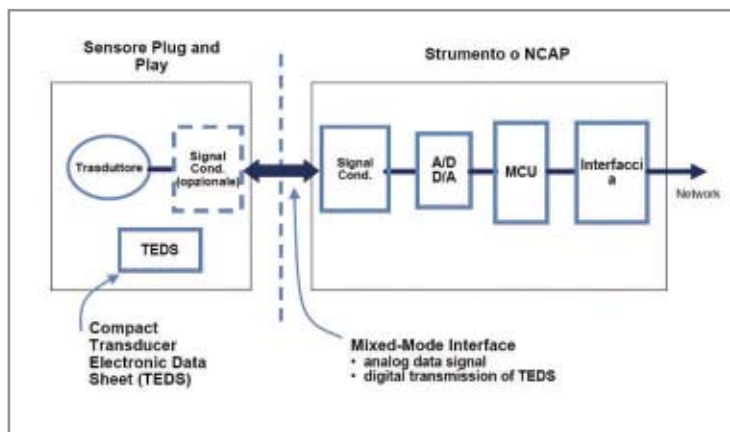 Sensore Plug and
Play
Strumento o NCAP
Trasduttore
Signal
Cond.
(opzionale)
Signal
Cond.
A/D
D/A
MCU
Interfacci
a
Network
TEDS
Compact
Transducer
Electronic Data
Sheet (TEDS)
Mixed-Mode Interface
• analog data signal
• digital transmission of TEDS